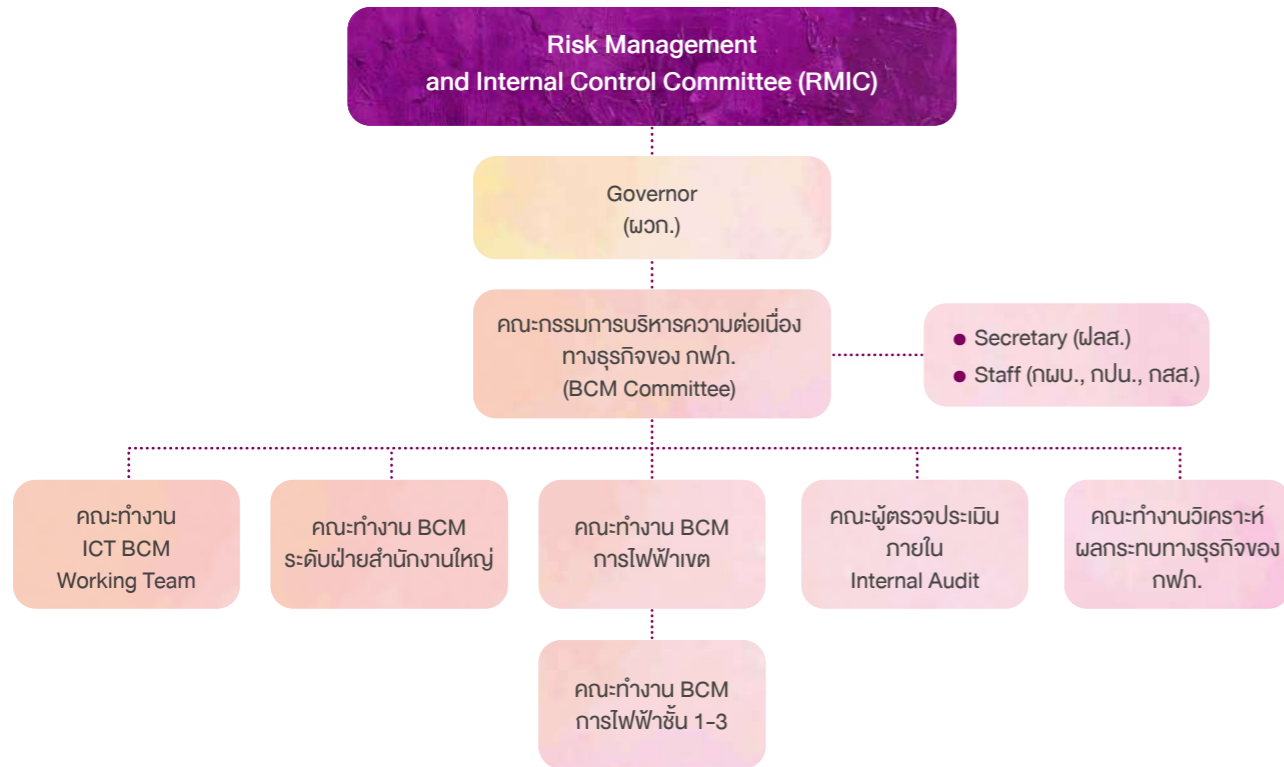 Risk Management
and Internal Control Committee (RMIC)
Governor
(ผวก.)
คณะกรรมการบริหารความต่อเนื่อง
ทางธุรกิจของ กฟภ.
(BCM Committee)
Secretary (ฝลส.)
Staff (กผบ., กปน., กสส.)
คณะทำงาน
ICT BCM
Working Team
คณะทำงาน BCM
ระดับฝ่ายสำนักงานใหญ่
คณะทำงาน BCM
การไฟฟ้าเขต
คณะผู้ตรวจประเมิน
ภายใน
Internal Audit
คณะทำงานวิเคราะห์
ผลกระทบทางธุรกิจของ
กฟภ.
คณะทำงาน BCM
การไฟฟ้าชั้น 1-3